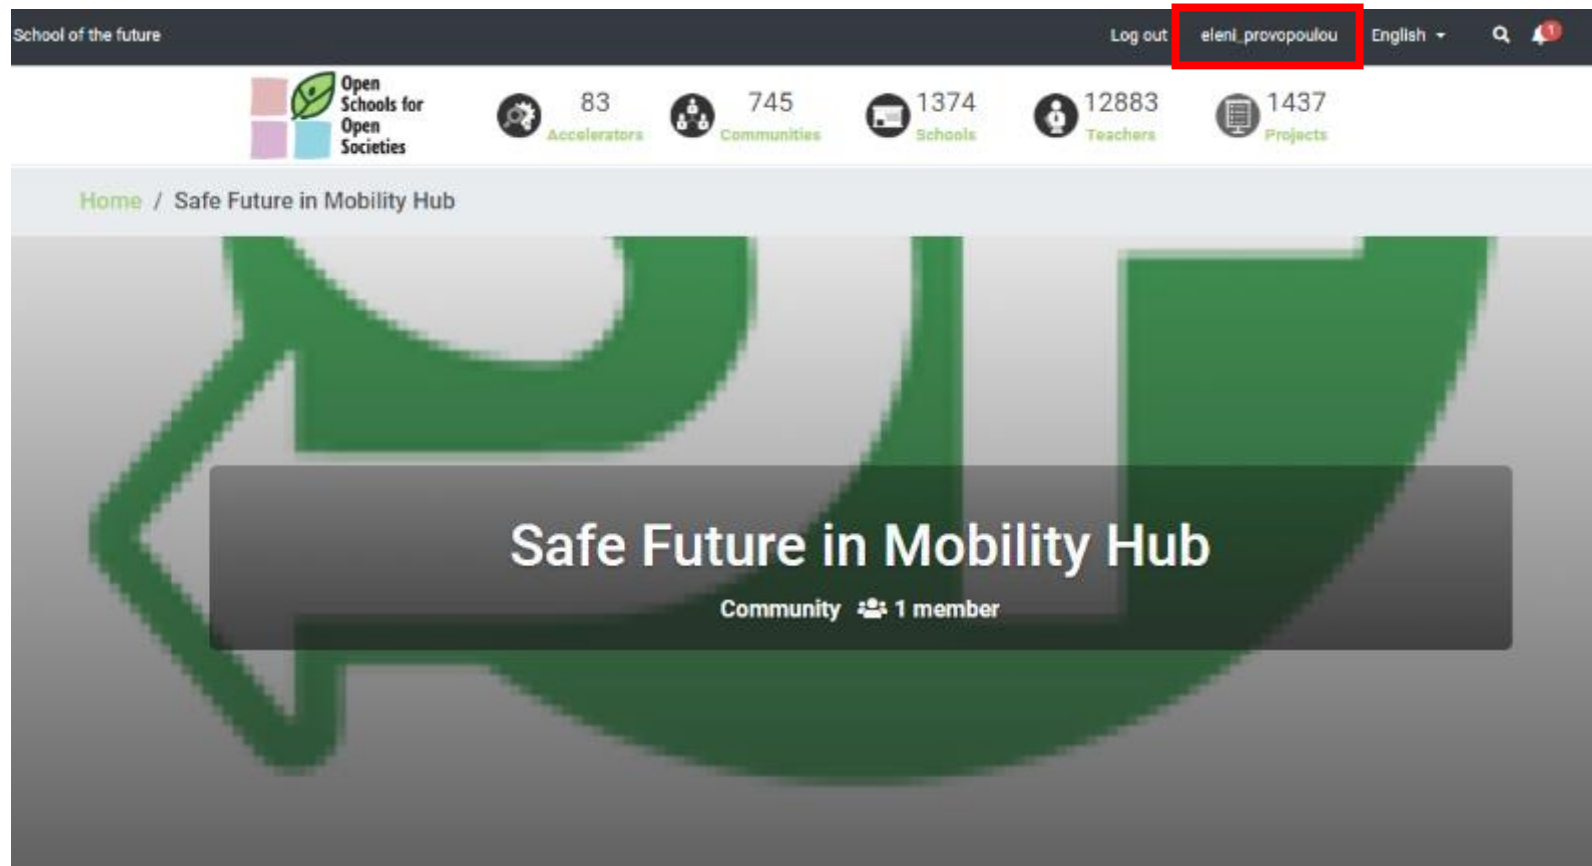 School of the future
Log out eleni_provopoulou English 1
Open
Schools for
Open
Societies
83
Accelerators
745
Communities
1374
Schools
12883
Teachers
1437
Projects
Home / Safe Future in Mobility Hub
Safe Future in Mobility Hub
Community 1 member